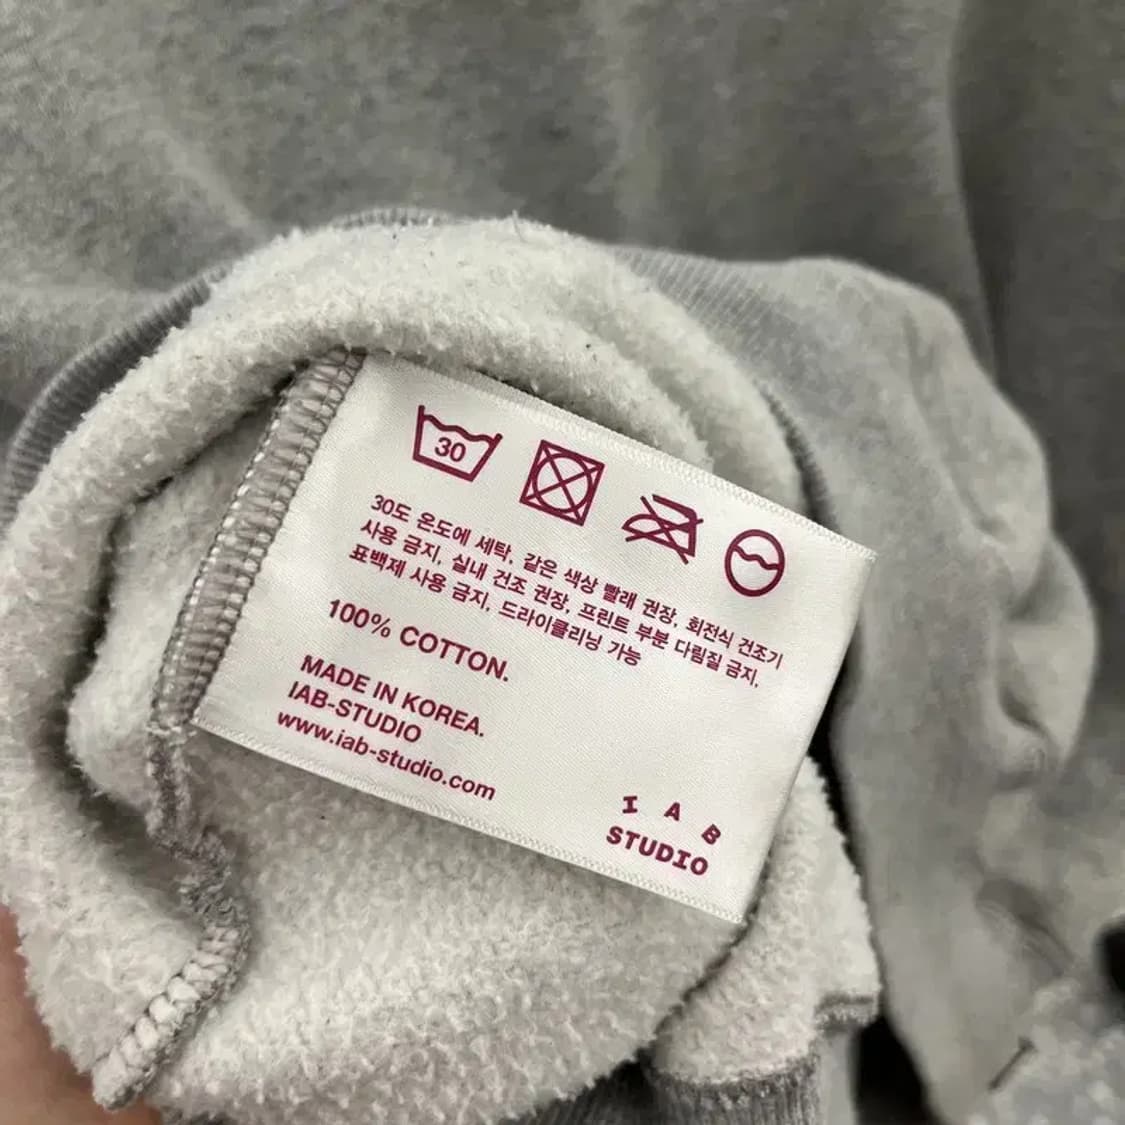 30
30도 온도에 세탁, 같은 색상 빨래 권장, 회전식 건조기
사용 금지, 실내 건조 권장, 프린트 부분 다림질 금지,
표백제 사용 금지, 드라이클리닝 가능
100% COTTON.
MADE IN KOREA.
IAB-STUDIO
www.iab-studio.com
I A B
STUDIO